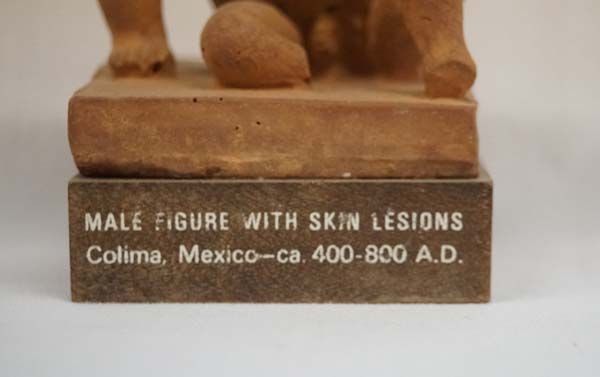 MALE FIGURE WITH SKIN LESIONS
Colima, Mexico—ca. 400-800 A.D.